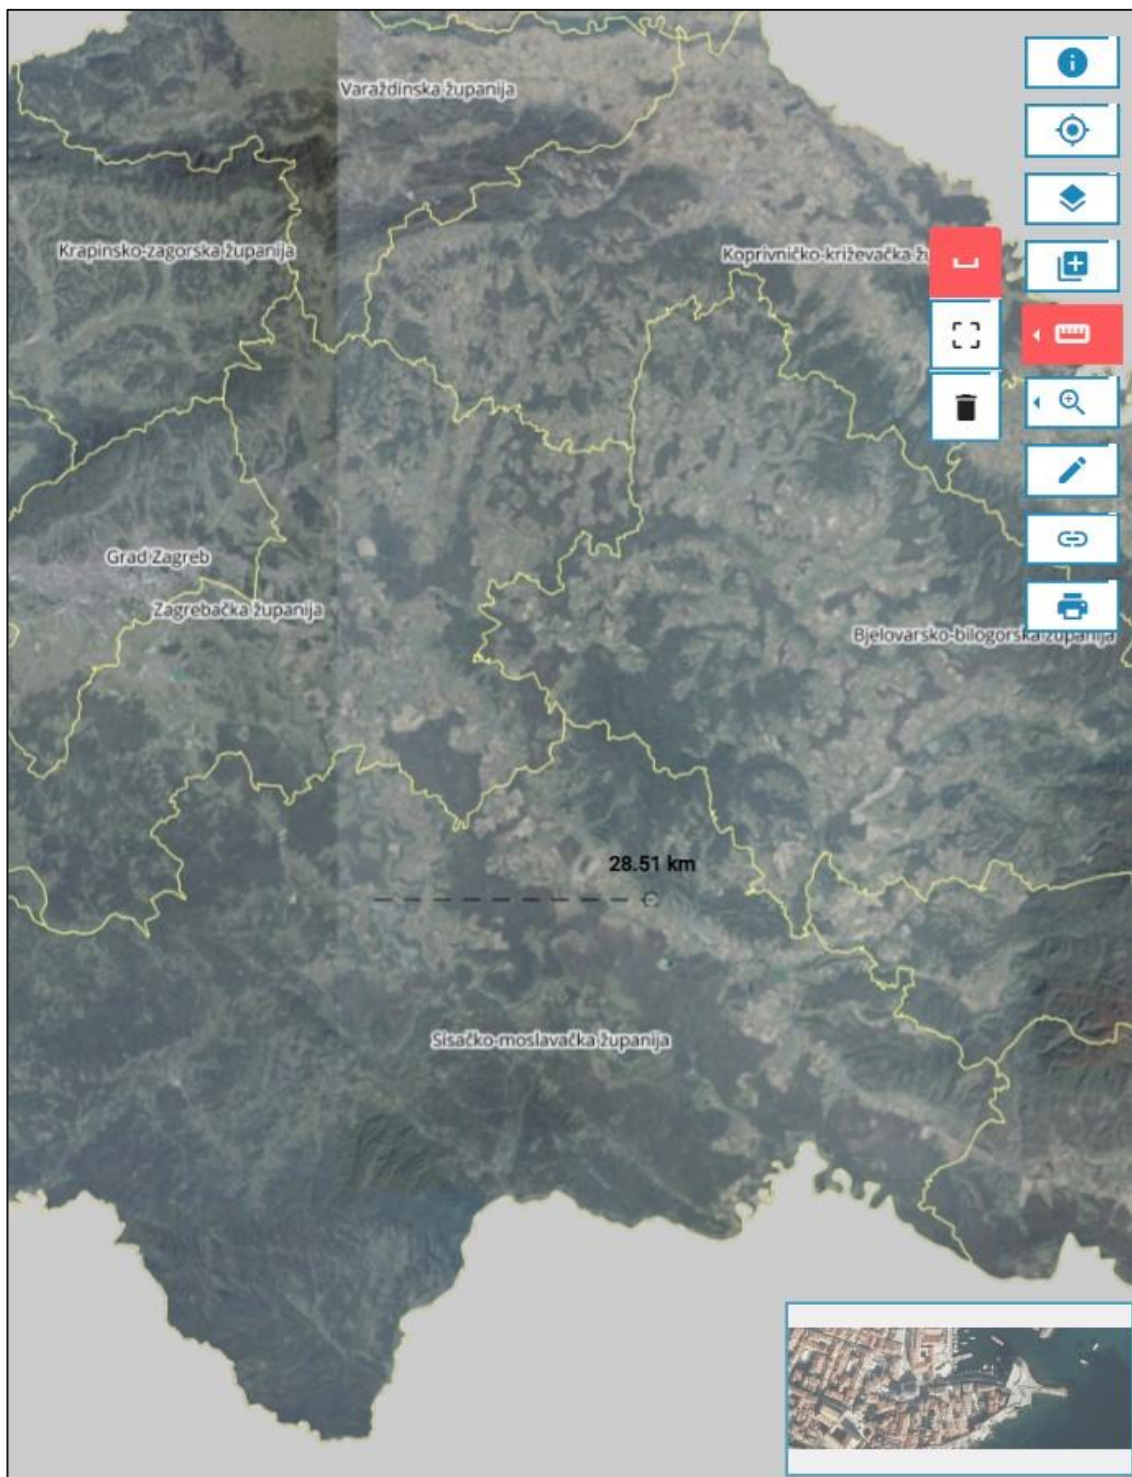 Varaždinska županija
Krapinsko-zagorska županija
Koprivničko-križevačka žu
Grad Zagreb
Zagrebačka županija
Bjelovarsko-bilogorska županija
28.51 km
Sisačko-moslavačka županija